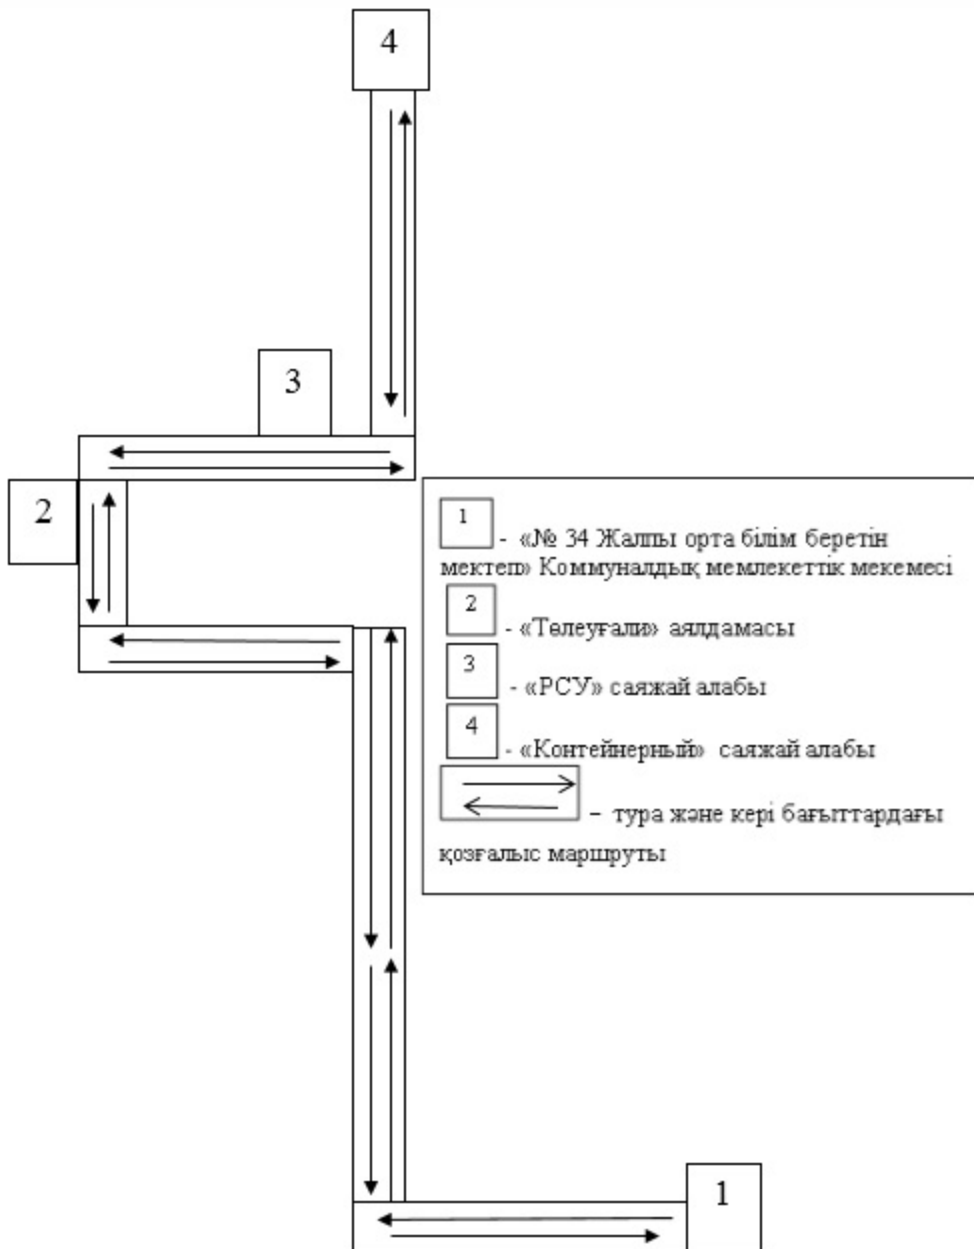 4
3
2
1 - «№ 34 Жалпы орта білім беретін
мектеп» Коммуналдық мемлекеттік мекемесі
2 - «Төлеуғали» аялдамасы
3 - «РСУ» саяжай алабы
4 - «Контейнерный» саяжай алабы
– тура және кері бағыттардағы
қозғалыс маршруты
1